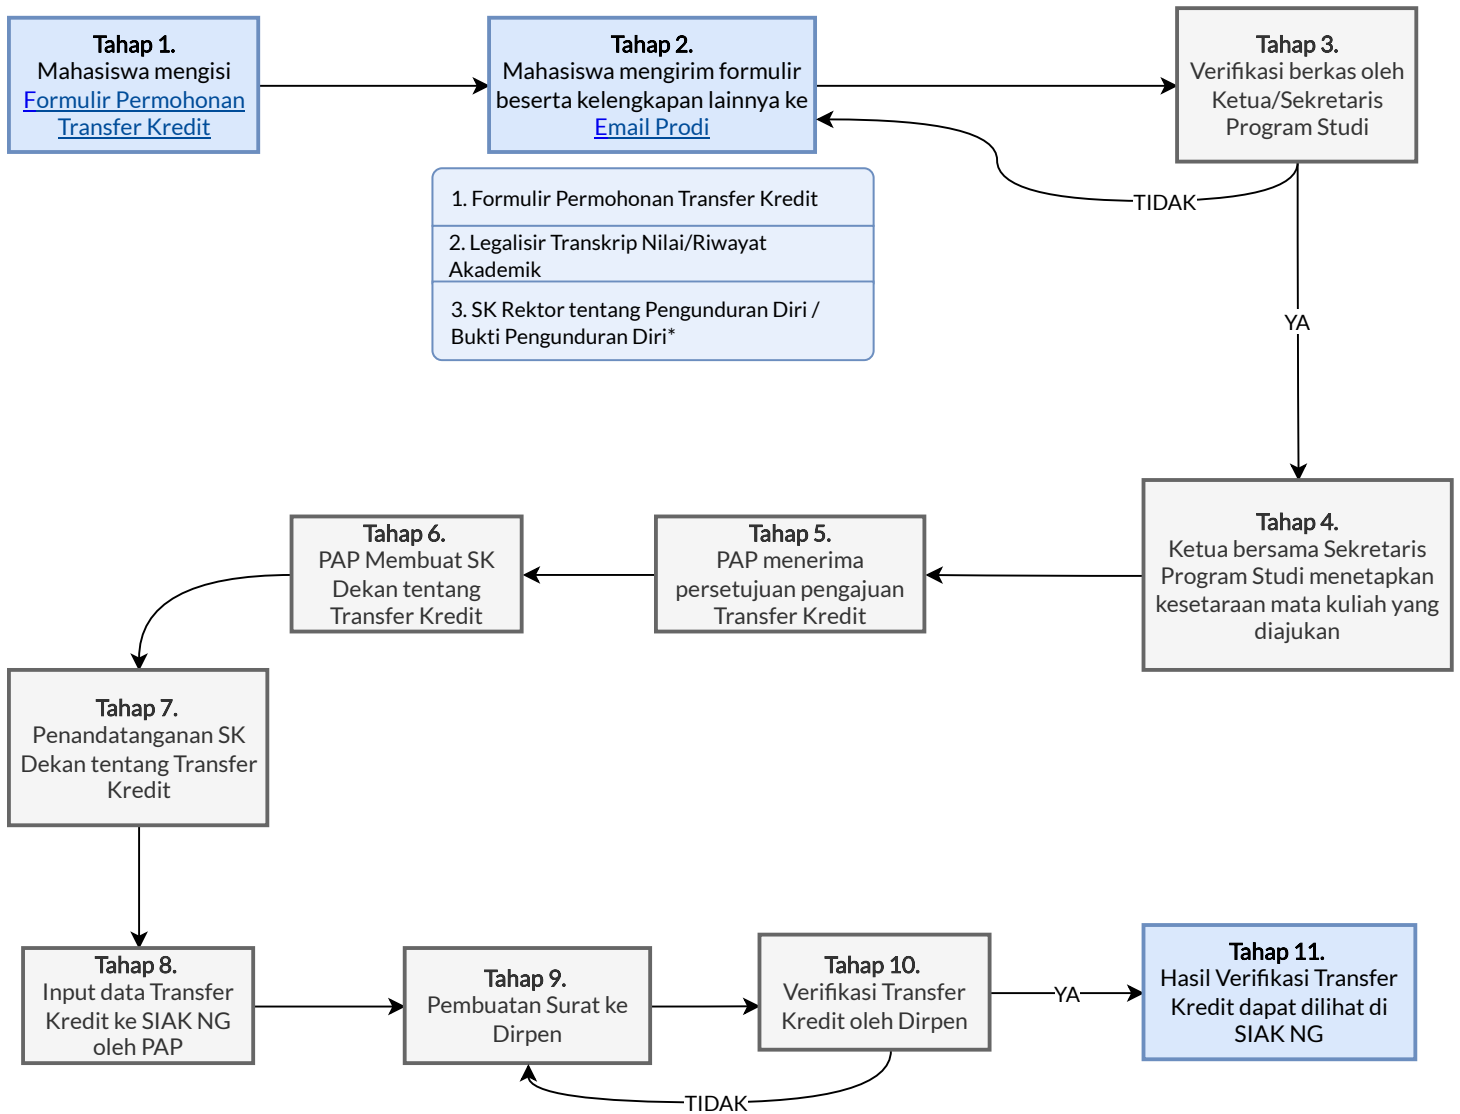 Tahap 1.
Mahasiswa mengisi
Formulir Permohonan
Transfer Kredit
Tahap 2.
Mahasiswa mengirim formulir
beserta kelengkapan lainnya ke
Email Prodi
Tahap 3.
Verifikasi berkas oleh
Ketua/Sekretaris
Program Studi
1. Formulir Permohonan Transfer Kredit
2. Legalisir Transkrip Nilai/Riwayat
Akademik
3. SK Rektor tentang Pengunduran Diri /
Bukti Pengunduran Diri*
TIDAK
YA
Tahap 4.
Ketua bersama Sekretaris
Program Studi menetapkan
kesetaraan mata kuliah yang
diajukan
Tahap 5.
PAP menerima
persetujuan pengajuan
Transfer Kredit
Tahap 6.
PAP Membuat SK
Dekan tentang
Transfer Kredit
Tahap 7.
Penandatanganan SK
Dekan tentang Transfer
Kredit
Tahap 8.
Input data Transfer
Kredit ke SIAK NG
oleh PAP
Tahap 9.
Pembuatan Surat ke
Dirpen
Tahap 10.
Verifikasi Transfer
Kredit oleh Dirpen
YA
TIDAK
Tahap 11.
Hasil Verifikasi Transfer
Kredit dapat dilihat di
SIAK NG